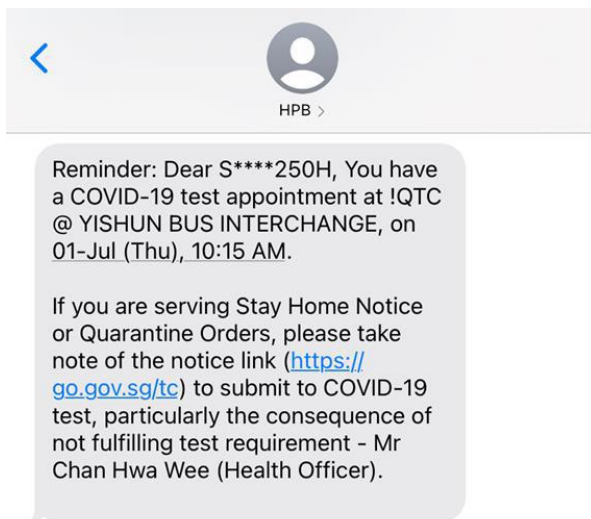 HPB >
Reminder: Dear S****250H, You have
a COVID-19 test appointment at !QTC
@ YISHUN BUS INTERCHANGE, on
01-Jul (Thu), 10:15 AM.
If you are serving Stay Home Notice
or Quarantine Orders, please take
note of the notice link (https://
go.gov.sg/tc) to submit to COVID-19
test, particularly the consequence of
not fulfilling test requirement - Mr
Chan Hwa Wee (Health Officer).